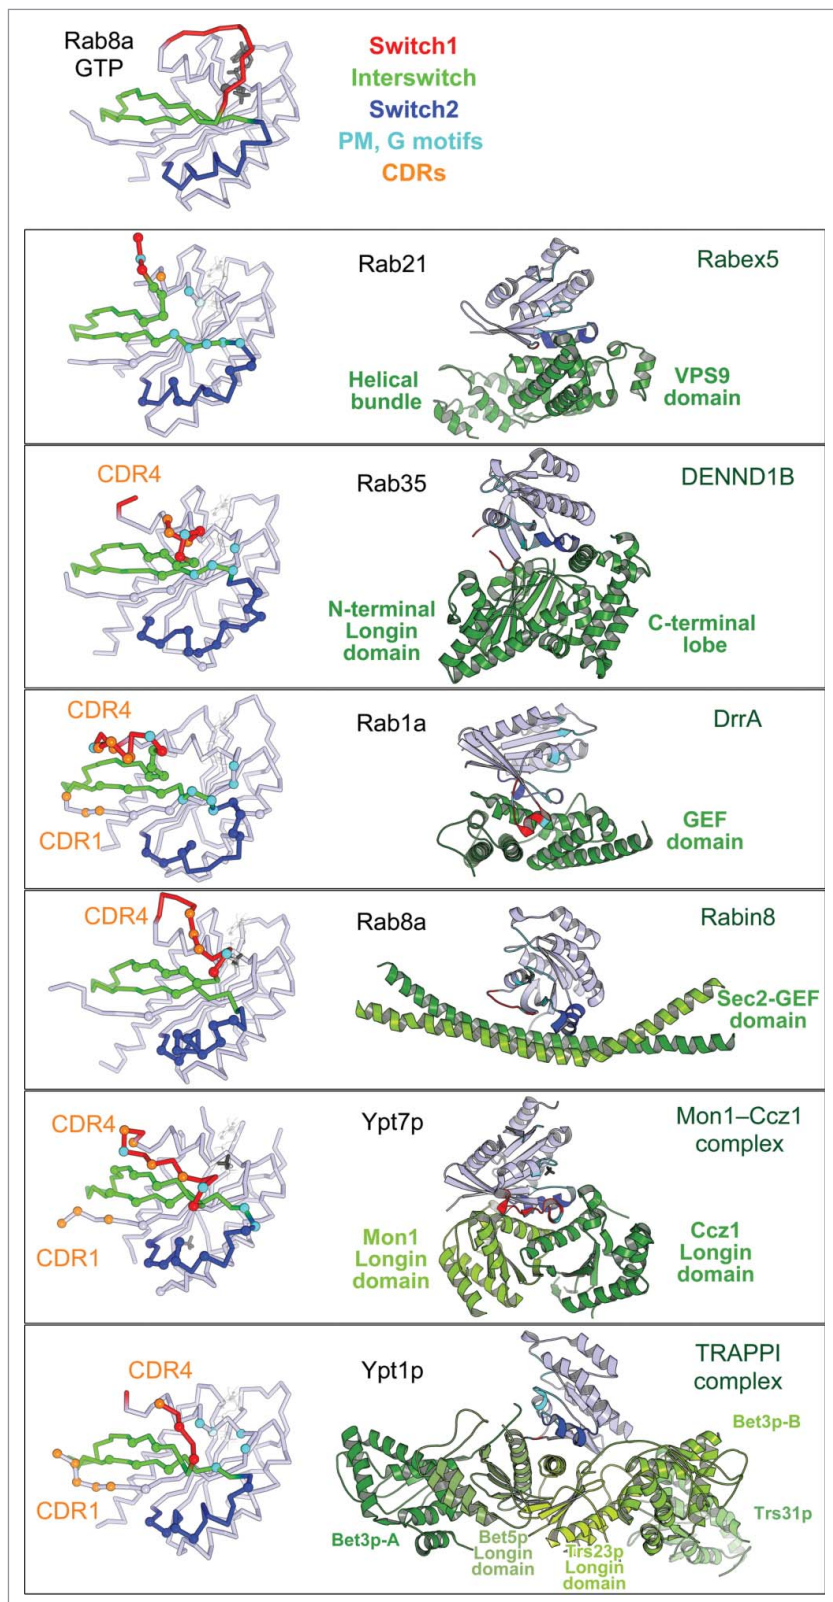 Rab8a
GTP
Switch1
Interswitch
Switch2
PM, G motifs
CDRs
Rab21
Rabex5
Helical
bundle
VPS9
domain
CDR4
Rab35
DENND1B
N-terminal
Longin
domain
C-terminal
lobe
CDR4
CDR1
Rab1a
DrrA
GEF
domain
CDR4
Rab8a
Rabin8
Sec2-GEF
domain
CDR4
CDR1
Ypt7p
Mon1–Ccz1
complex
Mon1
Longin
domain
Ccz1
Longin
domain
CDR4
CDR1
Ypt1p
TRAPPI
complex
Bet3p-B
Trs31p
Bet3p-A
Bet5p
Longin
domain
Trs23p
Longin
domain